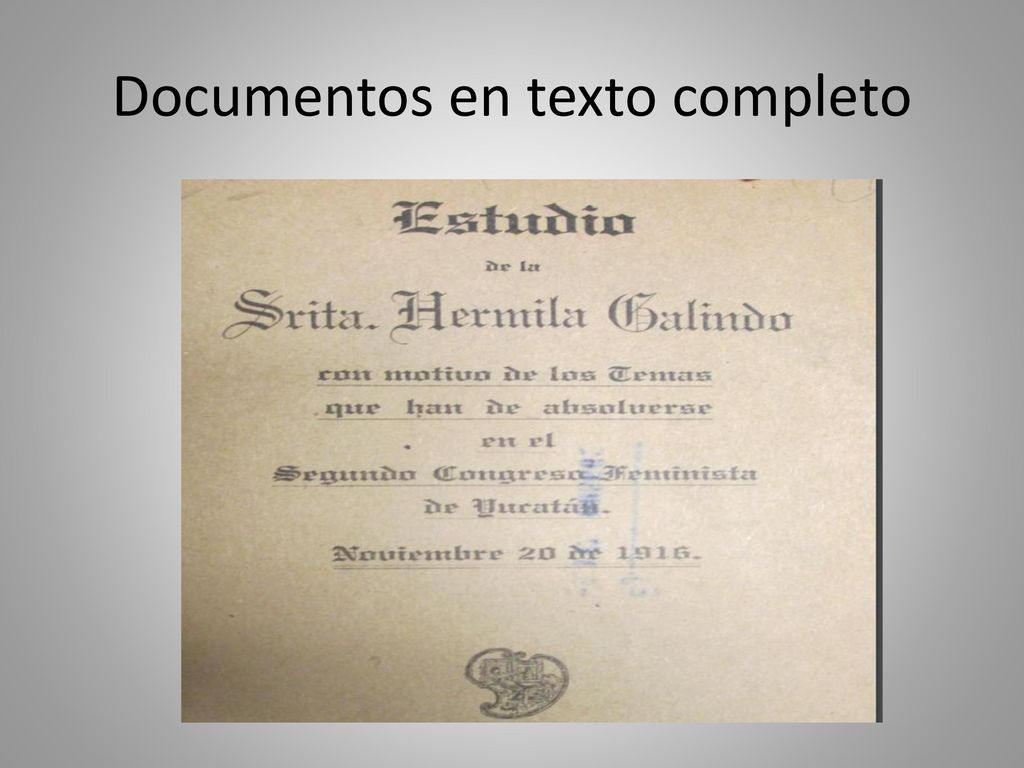 Documentos en texto completo
Estudio
de la
Srita. Hermila Galindo
con motivo de los Temas
que han de absolverse
en el
Segundo Congreso Feminista
de Yucatán.
Noviembre 20 de 1916.